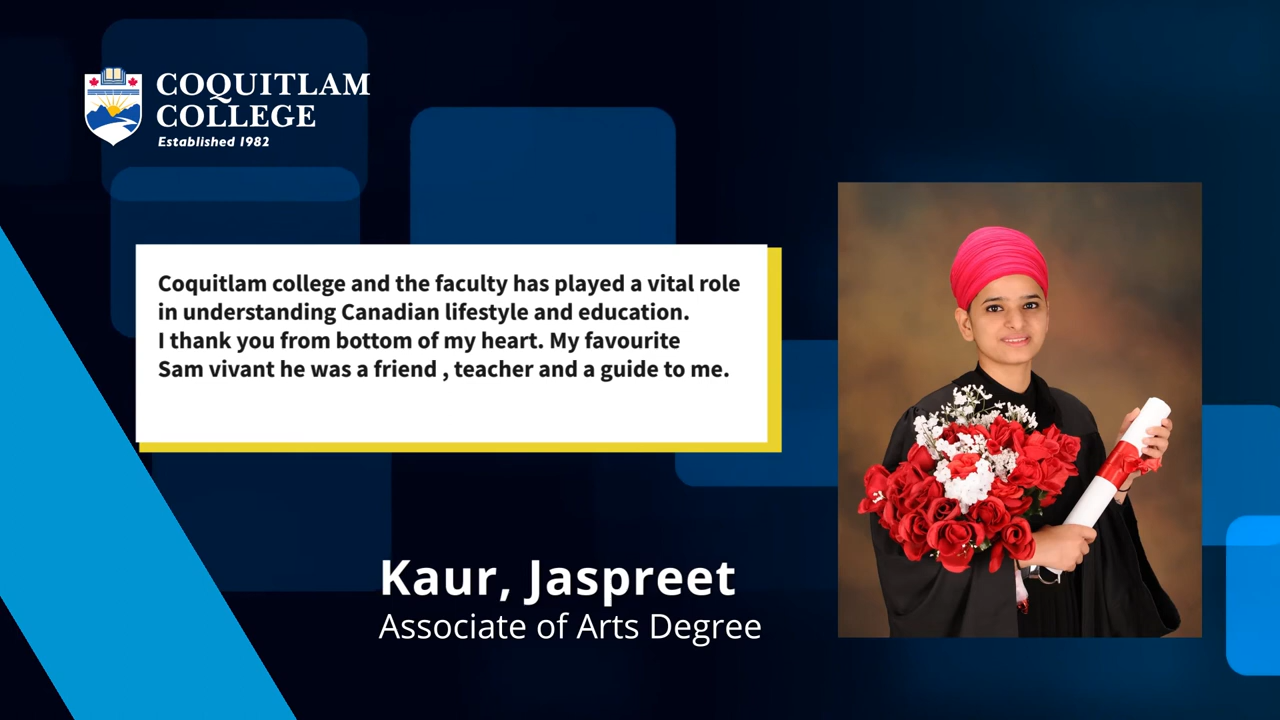 COQUITLAM
COLLEGE
Established 1982
Coquitlam college and the faculty has played a vital role
in understanding Canadian lifestyle and education.
I thank you from bottom of my heart. My favourite
Sam vivant he was a friend , teacher and a guide to me.
Kaur, Jaspreet
Associate of Arts Degree